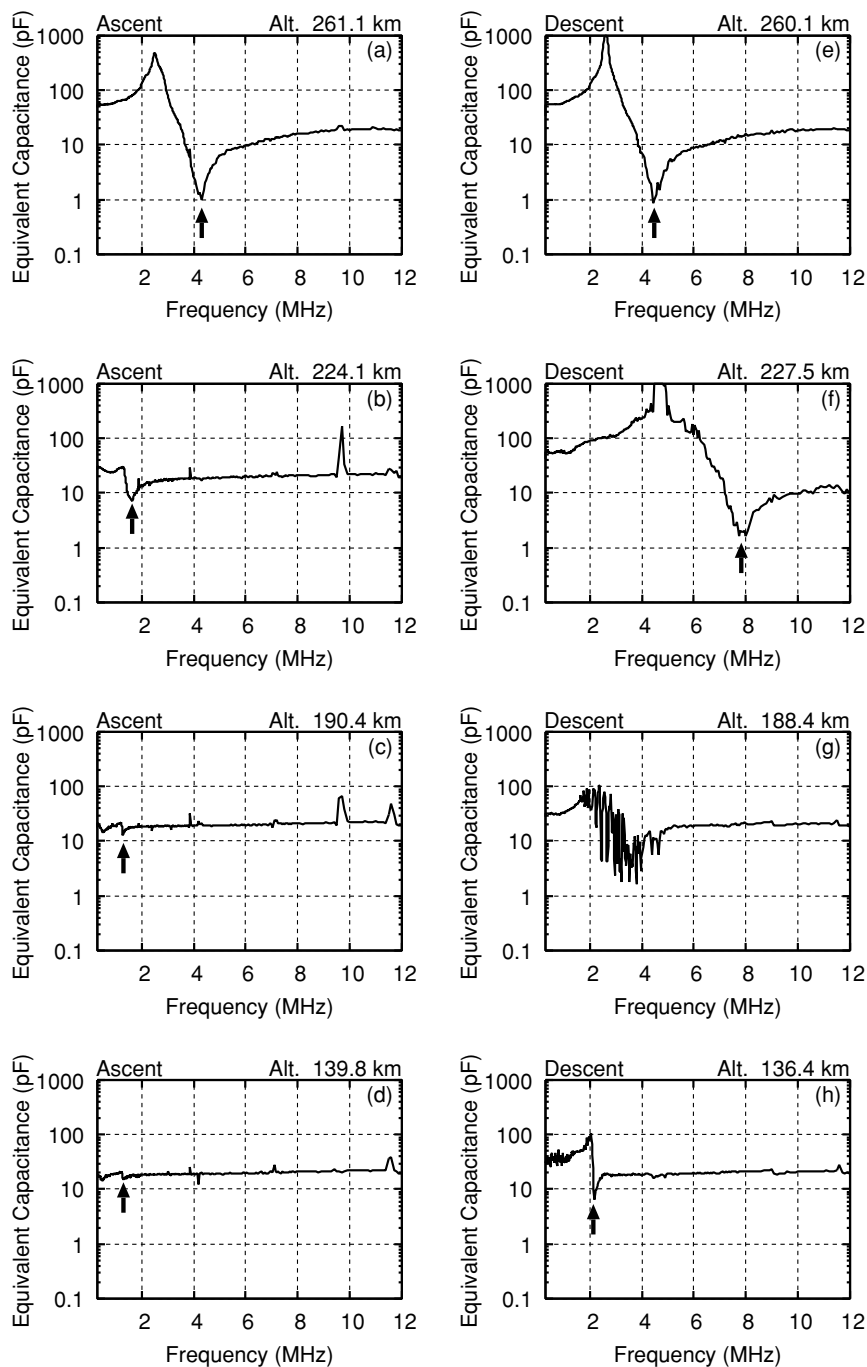 Ascent Alt. 261.1 km
(a)
Equivalent Capacitance (pF)
1000
100
10
1
0.1
2 4 6 8 10 12
Frequency (MHz)
Descent Alt. 260.1 km
(e)
Equivalent Capacitance (pF)
1000
100
10
1
0.1
2 4 6 8 10 12
Frequency (MHz)
Ascent Alt. 224.1 km
(b)
Equivalent Capacitance (pF)
1000
100
10
1
0.1
2 4 6 8 10 12
Frequency (MHz)
Descent Alt. 227.5 km
(f)
Equivalent Capacitance (pF)
1000
100
10
1
0.1
2 4 6 8 10 12
Frequency (MHz)
Ascent Alt. 190.4 km
(c)
Equivalent Capacitance (pF)
1000
100
10
1
0.1
2 4 6 8 10 12
Frequency (MHz)
Descent Alt. 188.4 km
(g)
Equivalent Capacitance (pF)
1000
100
10
1
0.1
2 4 6 8 10 12
Frequency (MHz)
Ascent Alt. 139.8 km
(d)
Equivalent Capacitance (pF)
1000
100
10
1
0.1
2 4 6 8 10 12
Frequency (MHz)
Descent Alt. 136.4 km
(h)
Equivalent Capacitance (pF)
1000
100
10
1
0.1
2 4 6 8 10 12
Frequency (MHz)